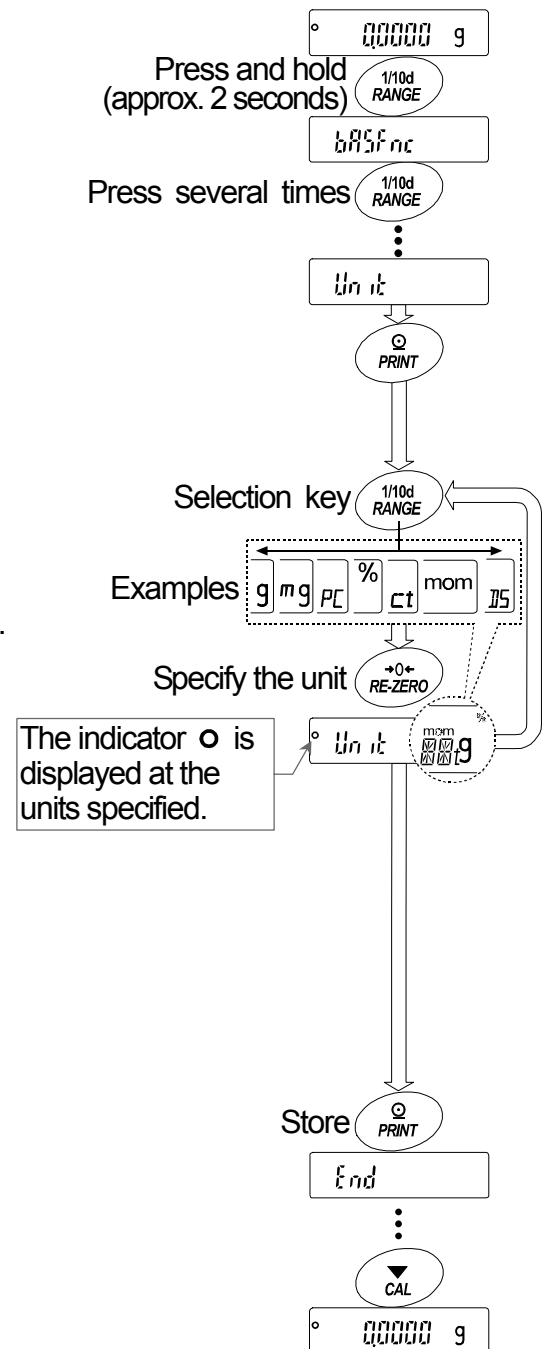 0.0000 g
Press and hold
(approx. 2 seconds)
1/10d
RANGE
bASFnc
Press several times
1/10d
RANGE
Unit
PRINT
Selection key
1/10d
RANGE
Examples
g mg PC % ct mom DS
Specify the unit
→0←
RE-ZERO
The indicator o is
displayed at the
units specified.
Unit
mom
%
t g
Store
PRINT
End
CAL
0.0000 g